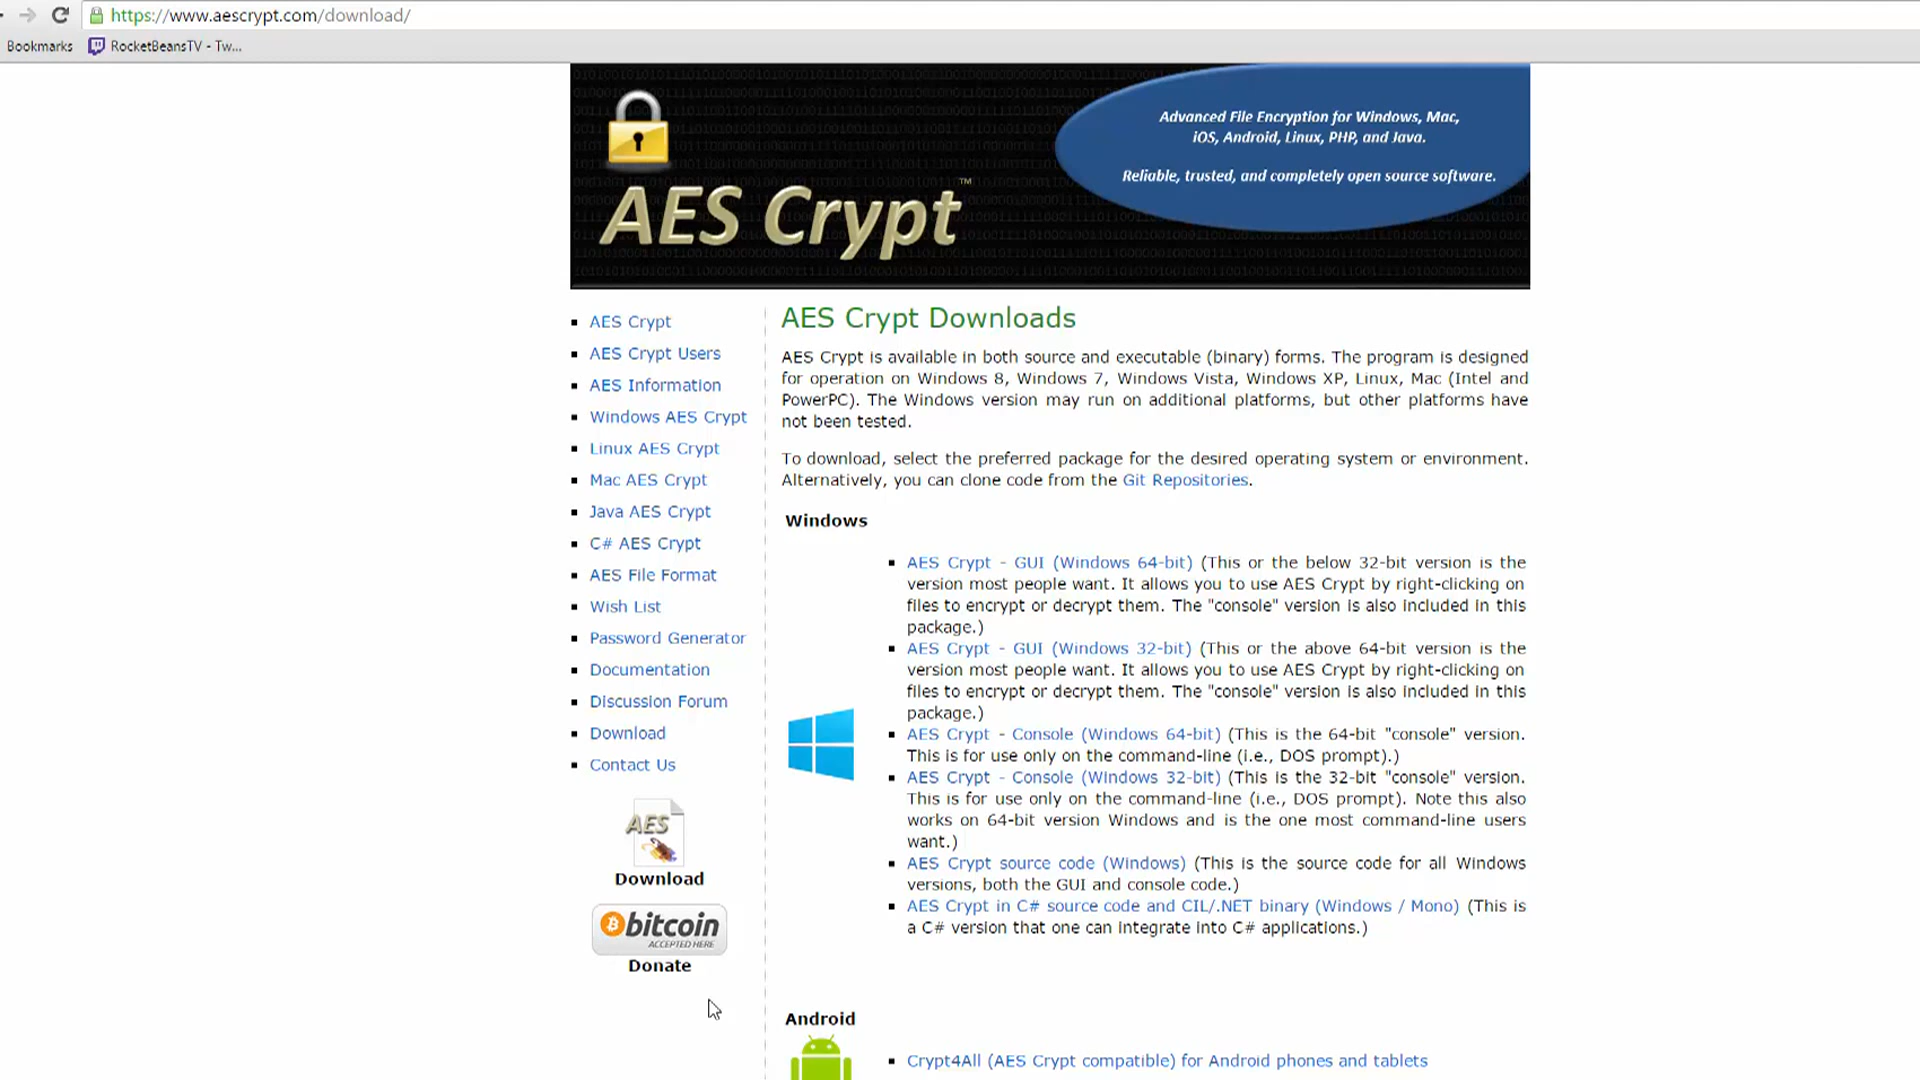 https://www.aescrypt.com/download/
Bookmarks
RocketBeansTV - Tw...
Advanced File Encryption for Windows, Mac,
iOS, Android, Linux, PHP, and Java.
Reliable, trusted, and completely open source software.
AES Crypt™
AES Crypt
AES Crypt Users
AES Information
Windows AES Crypt
Linux AES Crypt
Mac AES Crypt
Java AES Crypt
C# AES Crypt
AES File Format
Wish List
Password Generator
Documentation
Discussion Forum
Download
Contact Us
AES
Download
bitcoin
ACCEPTED HERE
Donate
AES Crypt Downloads
AES Crypt is available in both source and executable (binary) forms. The program is designed
for operation on Windows 8, Windows 7, Windows Vista, Windows XP, Linux, Mac (Intel and
PowerPC). The Windows version may run on additional platforms, but other platforms have
not been tested.
To download, select the preferred package for the desired operating system or environment.
Alternatively, you can clone code from the Git Repositories.
Windows
AES Crypt - GUI (Windows 64-bit) (This or the below 32-bit version is the
version most people want. It allows you to use AES Crypt by right-clicking on
files to encrypt or decrypt them. The "console" version is also included in this
package.)
AES Crypt - GUI (Windows 32-bit) (This or the above 64-bit version is the
version most people want. It allows you to use AES Crypt by right-clicking on
files to encrypt or decrypt them. The "console" version is also included in this
package.)
AES Crypt - Console (Windows 64-bit) (This is the 64-bit "console" version.
This is for use only on the command-line (i.e., DOS prompt).)
AES Crypt - Console (Windows 32-bit) (This is the 32-bit "console" version.
This is for use only on the command-line (i.e., DOS prompt). Note this also
works on 64-bit version Windows and is the one most command-line users
want.)
AES Crypt source code (Windows) (This is the source code for all Windows
versions, both the GUI and console code.)
AES Crypt in C# source code and CIL/.NET binary (Windows / Mono) (This is
a C# version that one can integrate into C# applications.)
Android
Crypt4All (AES Crypt compatible) for Android phones and tablets